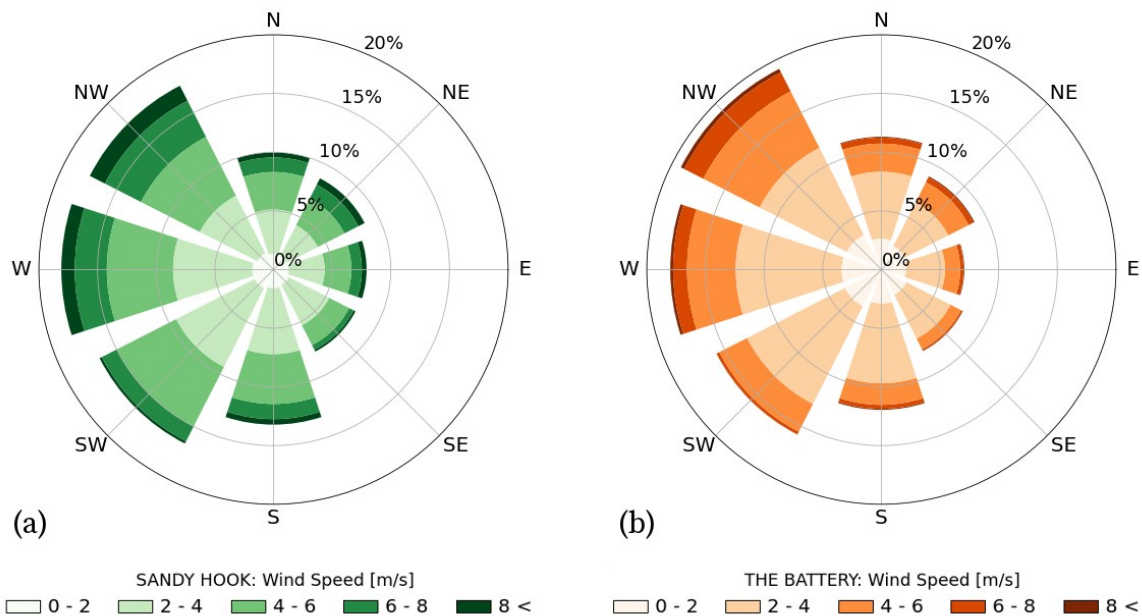 N
20%
NW
NE
15%
10%
5%
W
0%
E
SW
SE
S
(a)
SANDY HOOK: Wind Speed [m/s]
0 - 2 2 - 4 4 - 6 6 - 8 8 <
N
20%
NW
NE
15%
10%
5%
W
0%
E
SW
SE
S
(b)
THE BATTERY: Wind Speed [m/s]
0 - 2 2 - 4 4 - 6 6 - 8 8 <